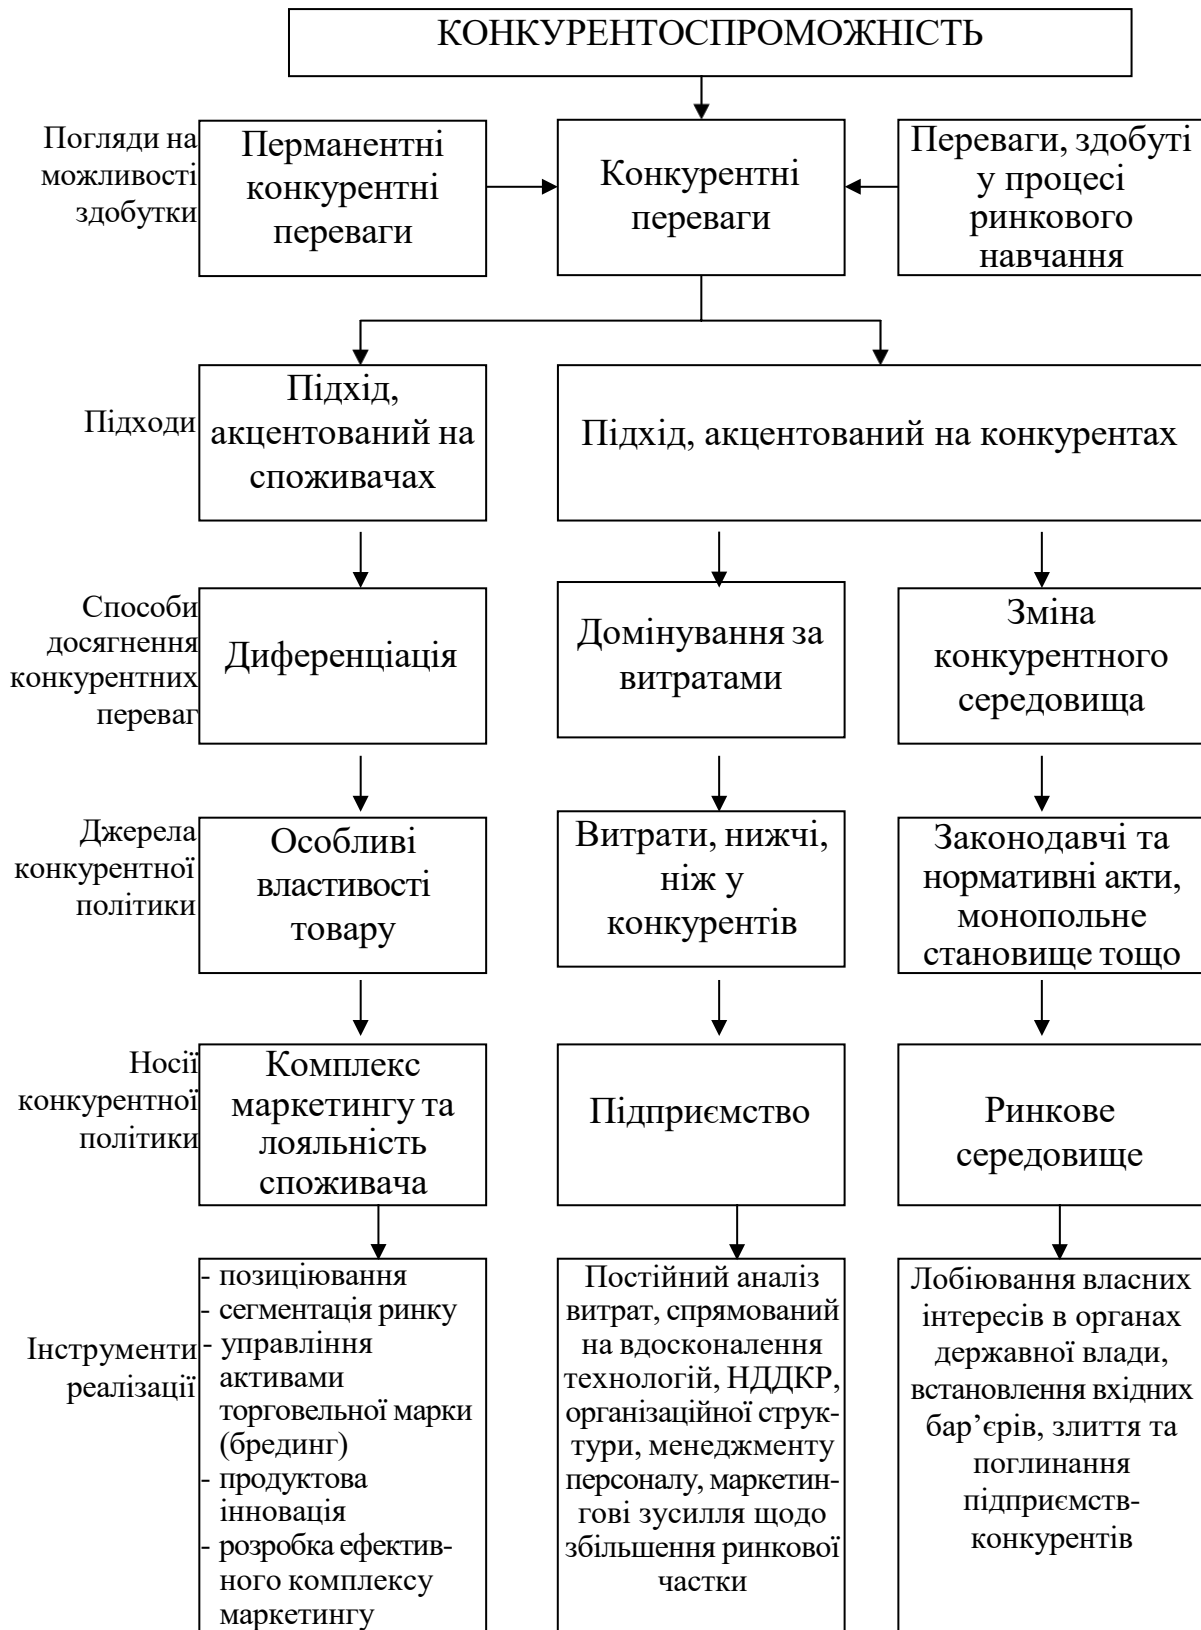 КОНКУРЕНТОСПРОМОЖНІСТЬ
Погляди на
можливості
здобутки
Перманентні
конкурентні
переваги
Конкурентні
переваги
Переваги, здобуті
у процесі
ринкового
навчання
Підходи
Підхід,
акцентований на
споживачах
Підхід, акцентований на конкурентах
Способи
досягнення
конкурентних
переваг
Диференціація
Домінування за
витратами
Зміна
конкурентного
середовища
Джерела
конкурентної
політики
Особливі
властивості
товару
Витрати, нижчі,
ніж у
конкурентів
Законодавчі та
нормативні акти,
монопольне
становище тощо
Носії
конкурентної
політики
Комплекс
маркетингу та
лояльність
споживача
Підприємство
Ринкове
середовище
Інструменти
реалізації
- позиціювання
- сегментація ринку
- управління
активами
торговельної марки
(брединг)
- продуктова
інновація
- розробка ефектив-
ного комплексу
маркетингу
Постійний аналіз
витрат, спрямований
на вдосконалення
технологій, НДДКР,
організаційної струк-
тури, менеджменту
персоналу, маркетин-
гові зусилля щодо
збільшення ринкової
частки
Лобіювання власних
інтересів в органах
державної влади,
встановлення вхідних
бар’єрів, злиття та
поглинання
підприємств-
конкурентів